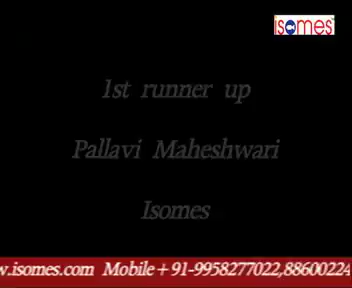 isomes
1st runner up
Pallavi Maheshwari
Isomes
w.isomes.com Mobile + 91-9958277022,88600224